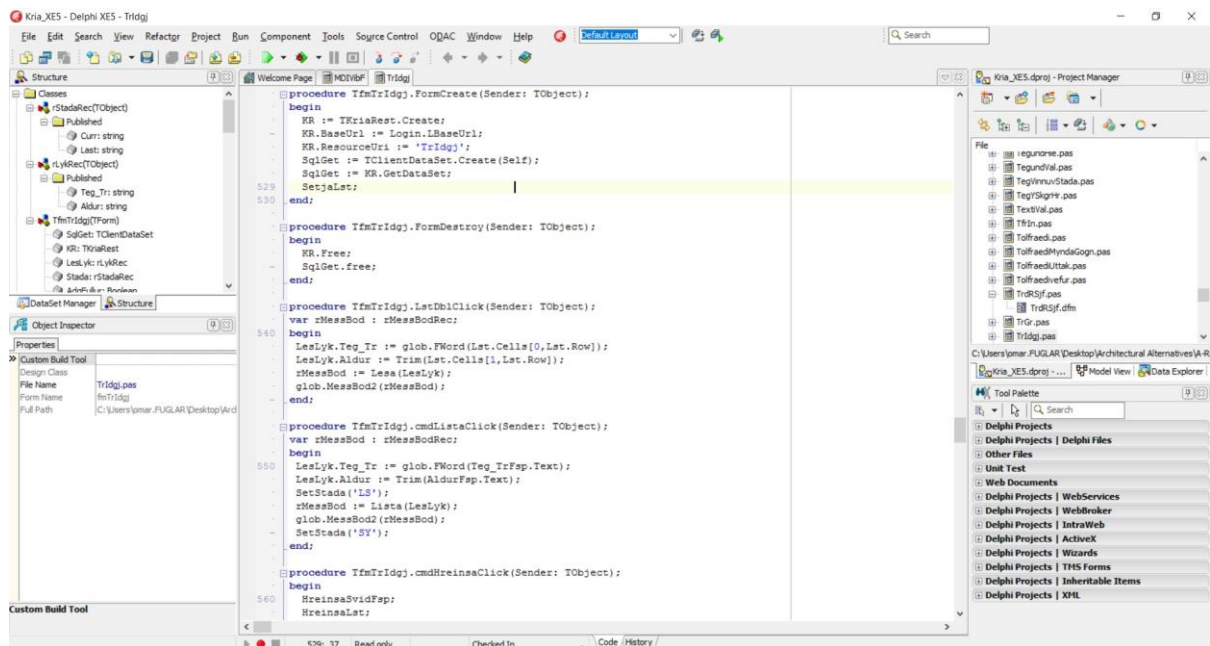 Kria_XE5 - Delphi XE5 - TrIdgj
File Edit Search View Refactor Project Run Component Tools Source Control ODAC Window Help
Default Layout
Search
Structure
Classes
rStadaRec(TObject)
Published
Curr: string
Last: string
rLykRec(TObject)
Published
Teg_Tr: string
Aldur: string
TfmTrIdgj(TForm)
SqlGet: TClientDataSet
KR: TKriaRest
LesLyk: rLykRec
Stada: rStadaRec
DataSet Manager Structure
Object Inspector
Properties
Custom Build Tool
Design Class
File Name TrIdgj.pas
Form Name fmTrIdgj
Full Path C:\Users\omar.FUGLAR\Desktop\Arcl
Custom Build Tool
Welcome Page MDIVibF TrIdgj
procedure TfmTrIdgj.FormCreate(Sender: TObject);
begin
KR := TKriaRest.Create;
KR.BaseUrl := Login.LBaseUrl;
KR.ResourceUri := 'TrIdgj';
SqlGet := TClientDataSet.Create(Self);
SqlGet := KR.GetDataSet;
529 SetjaLst;
530 end;
procedure TfmTrIdgj.FormDestroy(Sender: TObject);
begin
KR.Free;
SqlGet.free;
end;
procedure TfmTrIdgj.LstDblClick(Sender: TObject);
var rMessBod : rMessBodRec;
540 begin
LesLyk.Teg_Tr := glob.FWord(Lst.Cells[0,Lst.Row]);
LesLyk.Aldur := Trim(Lst.Cells[1,Lst.Row]);
rMessBod := Lesa(LesLyk);
glob.MessBod2(rMessBod);
end;
procedure TfmTrIdgj.cmdListaClick(Sender: TObject);
var rMessBod : rMessBodRec;
begin
550 LesLyk.Teg_Tr := glob.FWord(Teg_TrFsp.Text);
LesLyk.Aldur := Trim(AldurFsp.Text);
SetStada('LS');
rMessBod := Lista(LesLyk);
glob.MessBod2(rMessBod);
SetStada('SY');
end;
procedure TfmTrIdgj.cmdHreinsaClick(Sender: TObject);
begin
560 HreinsaSvidFsp;
HreinsaLst;
529: 37 Read only Checked In Code History
Kria_XE5.dproj - Project Manager
File
TegundVal.pas
TegVinnuvStada.pas
TegYSkgrHr.pas
TextiVal.pas
TfrIn.pas
Tolfraedi.pas
TolfraediMyndaGogn.pas
TolfraediUttak.pas
Tolfraedivefur.pas
TrdRSjf.pas
TrdRSjf.dfm
TrGr.pas
TrIdgj.pas
C:\Users\omar.FUGLAR\Desktop\Architectural Alternatives\A-R
Kria_XE5.dproj - ... Model View Data Explorer
Tool Palette
Search
Delphi Projects
Delphi Projects | Delphi Files
Other Files
Unit Test
Web Documents
Delphi Projects | WebServices
Delphi Projects | WebBroker
Delphi Projects | IntraWeb
Delphi Projects | ActiveX
Delphi Projects | Wizards
Delphi Projects | TMS Forms
Delphi Projects | Inheritable Items
Delphi Projects | XML